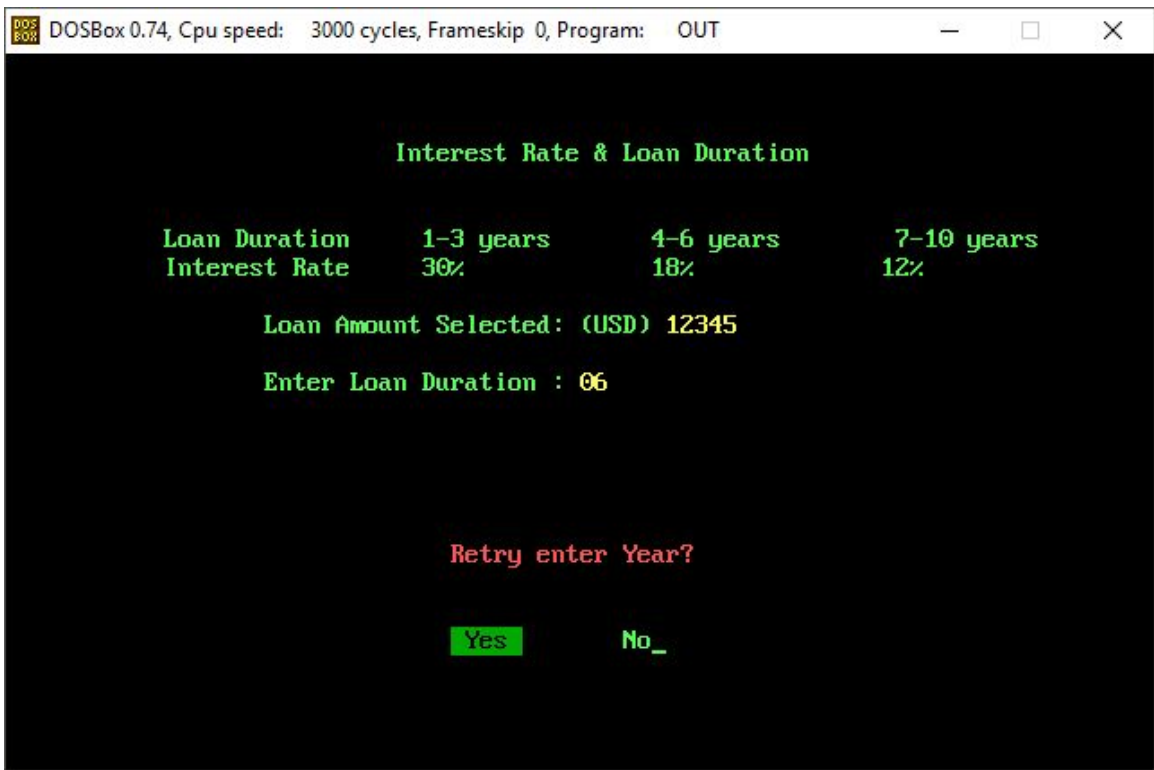 DOS BOX DOSBox 0.74, Cpu speed: 3000 cycles, Frameskip 0, Program: OUT
Interest Rate & Loan Duration
Loan Duration 1-3 years 4-6 years 7-10 years
Interest Rate 30% 18% 12%
Loan Amount Selected: (USD) 12345
Enter Loan Duration : 06
Retry enter Year?
Yes No_